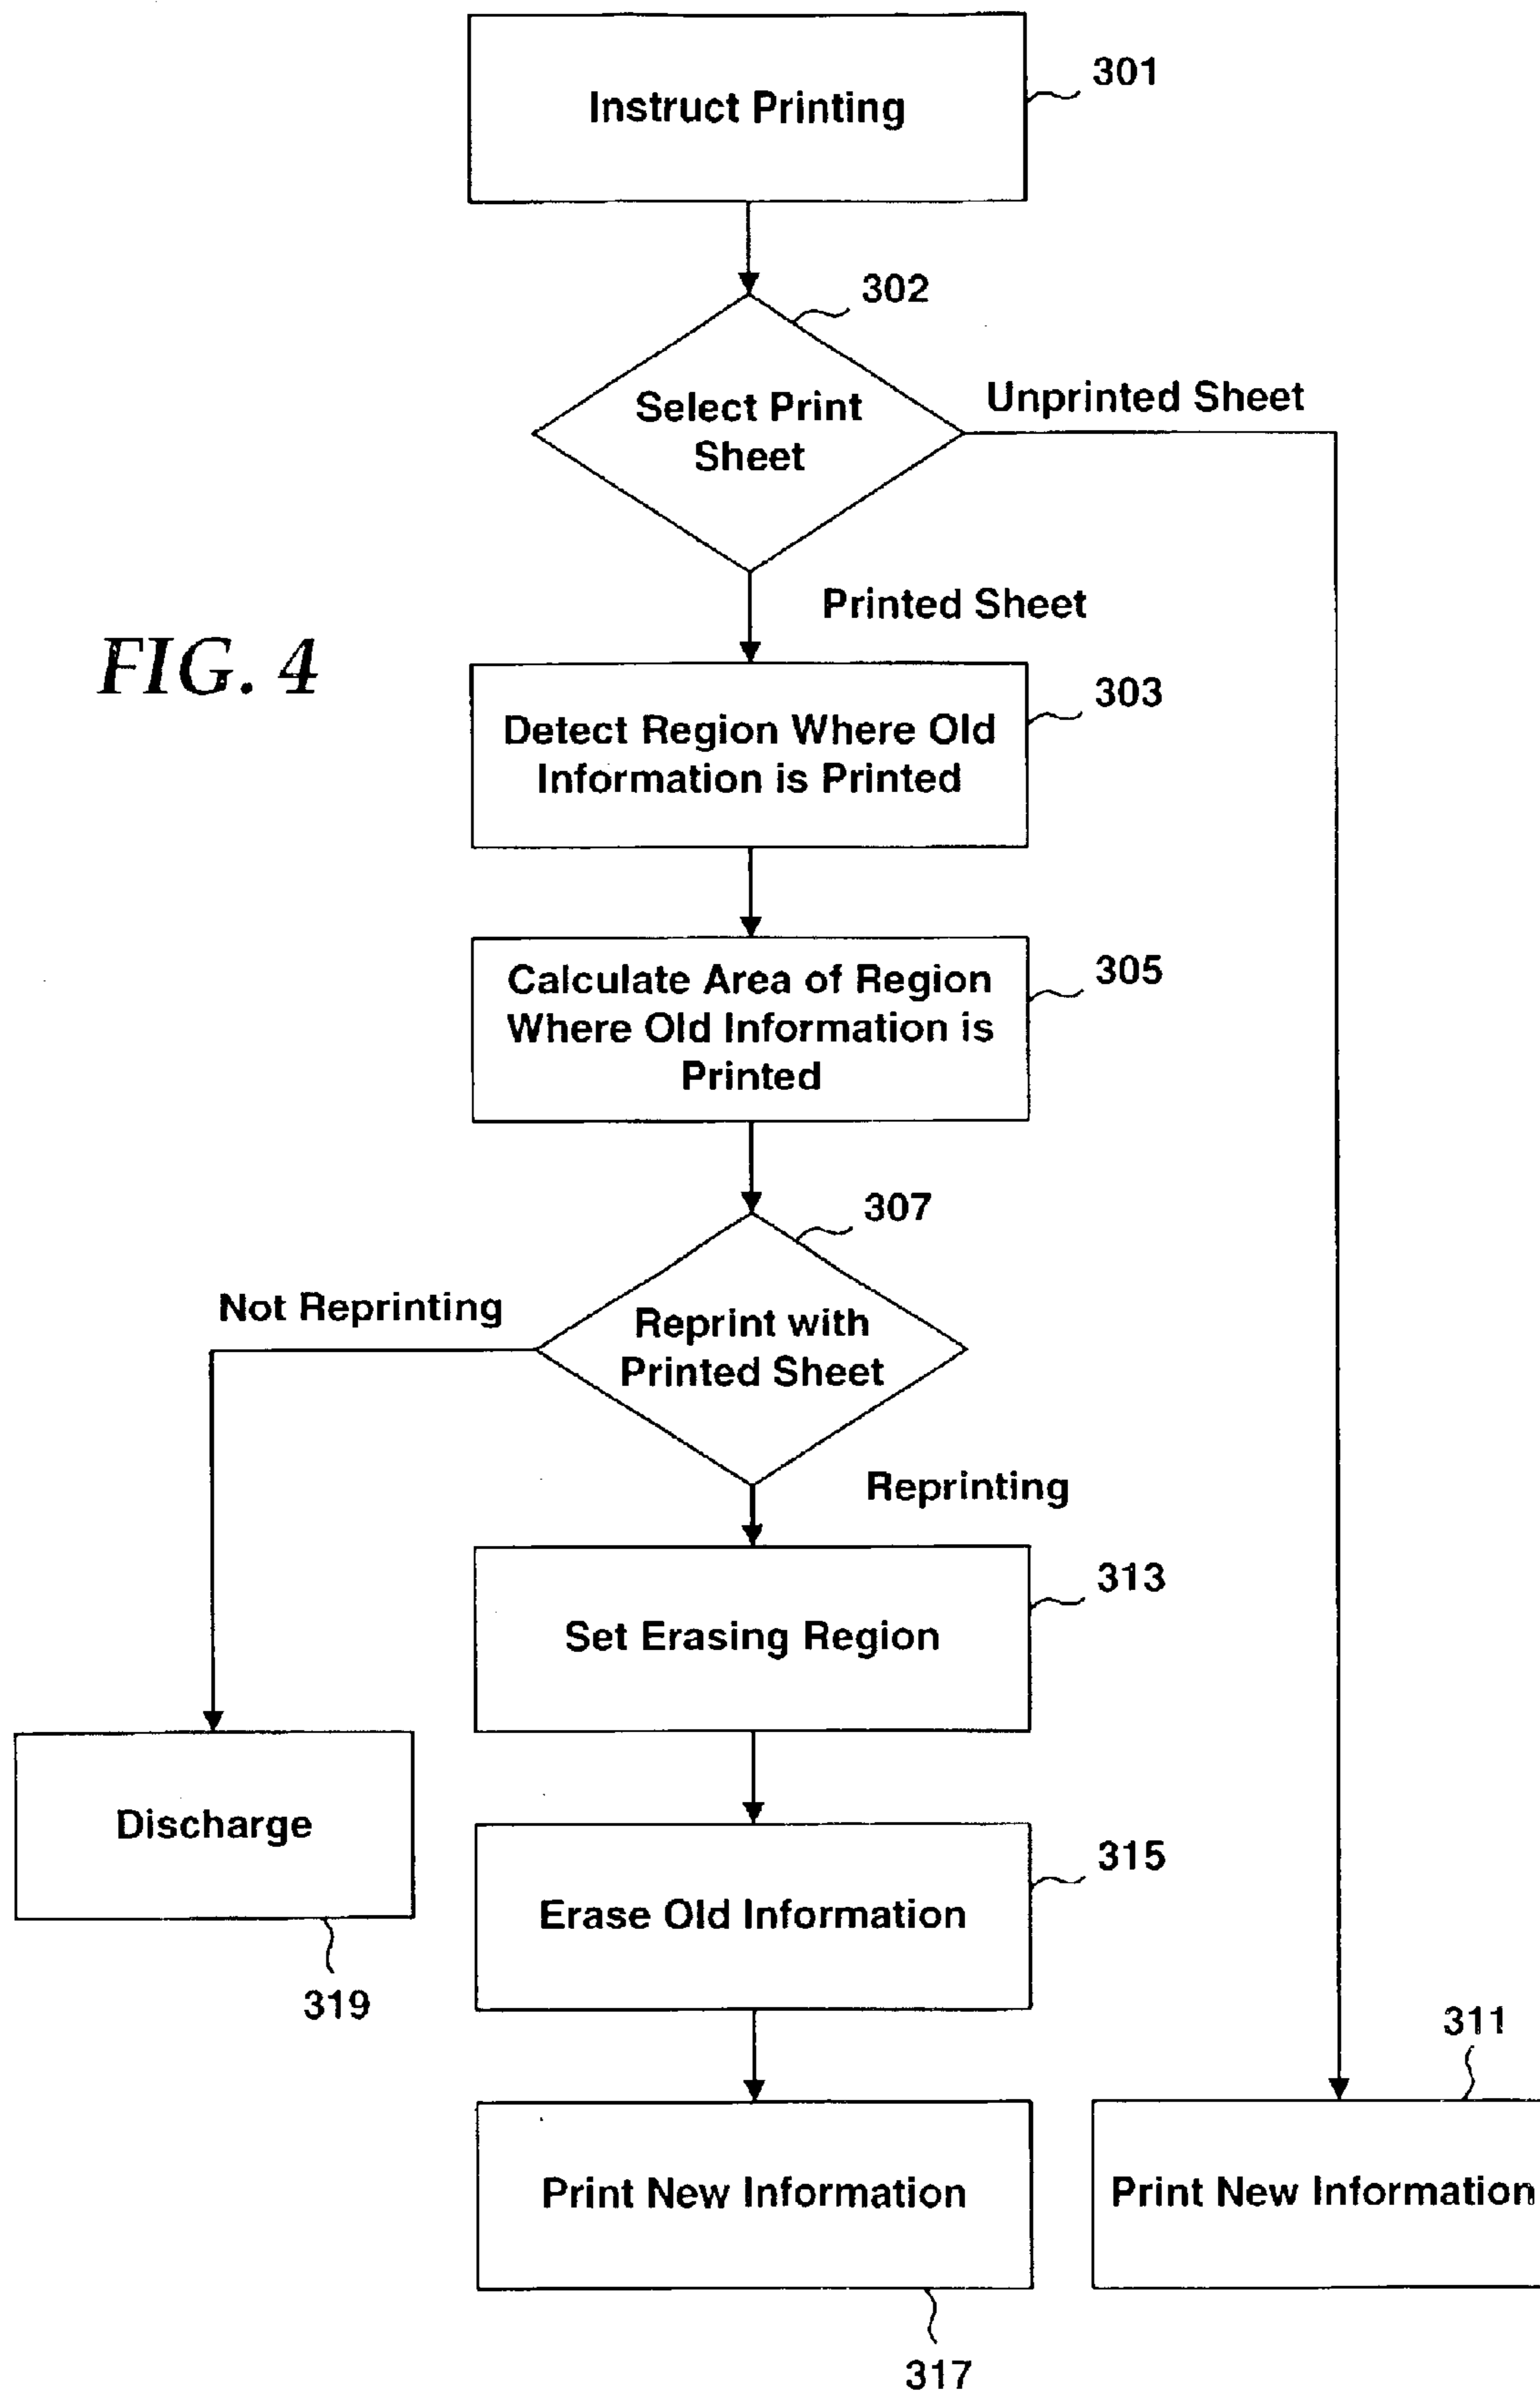 301
Instruct Printing
302
Select Print
Sheet
Unprinted Sheet
Printed Sheet
FIG. 4
303
Detect Region Where Old
Information is Printed
305
Calculate Area of Region
Where Old Information is
Printed
307
Not Reprinting
Reprint with
Printed Sheet
Reprinting
313
Set Erasing Region
Discharge
319
315
Erase Old Information
311
Print New Information
Print New Information
317